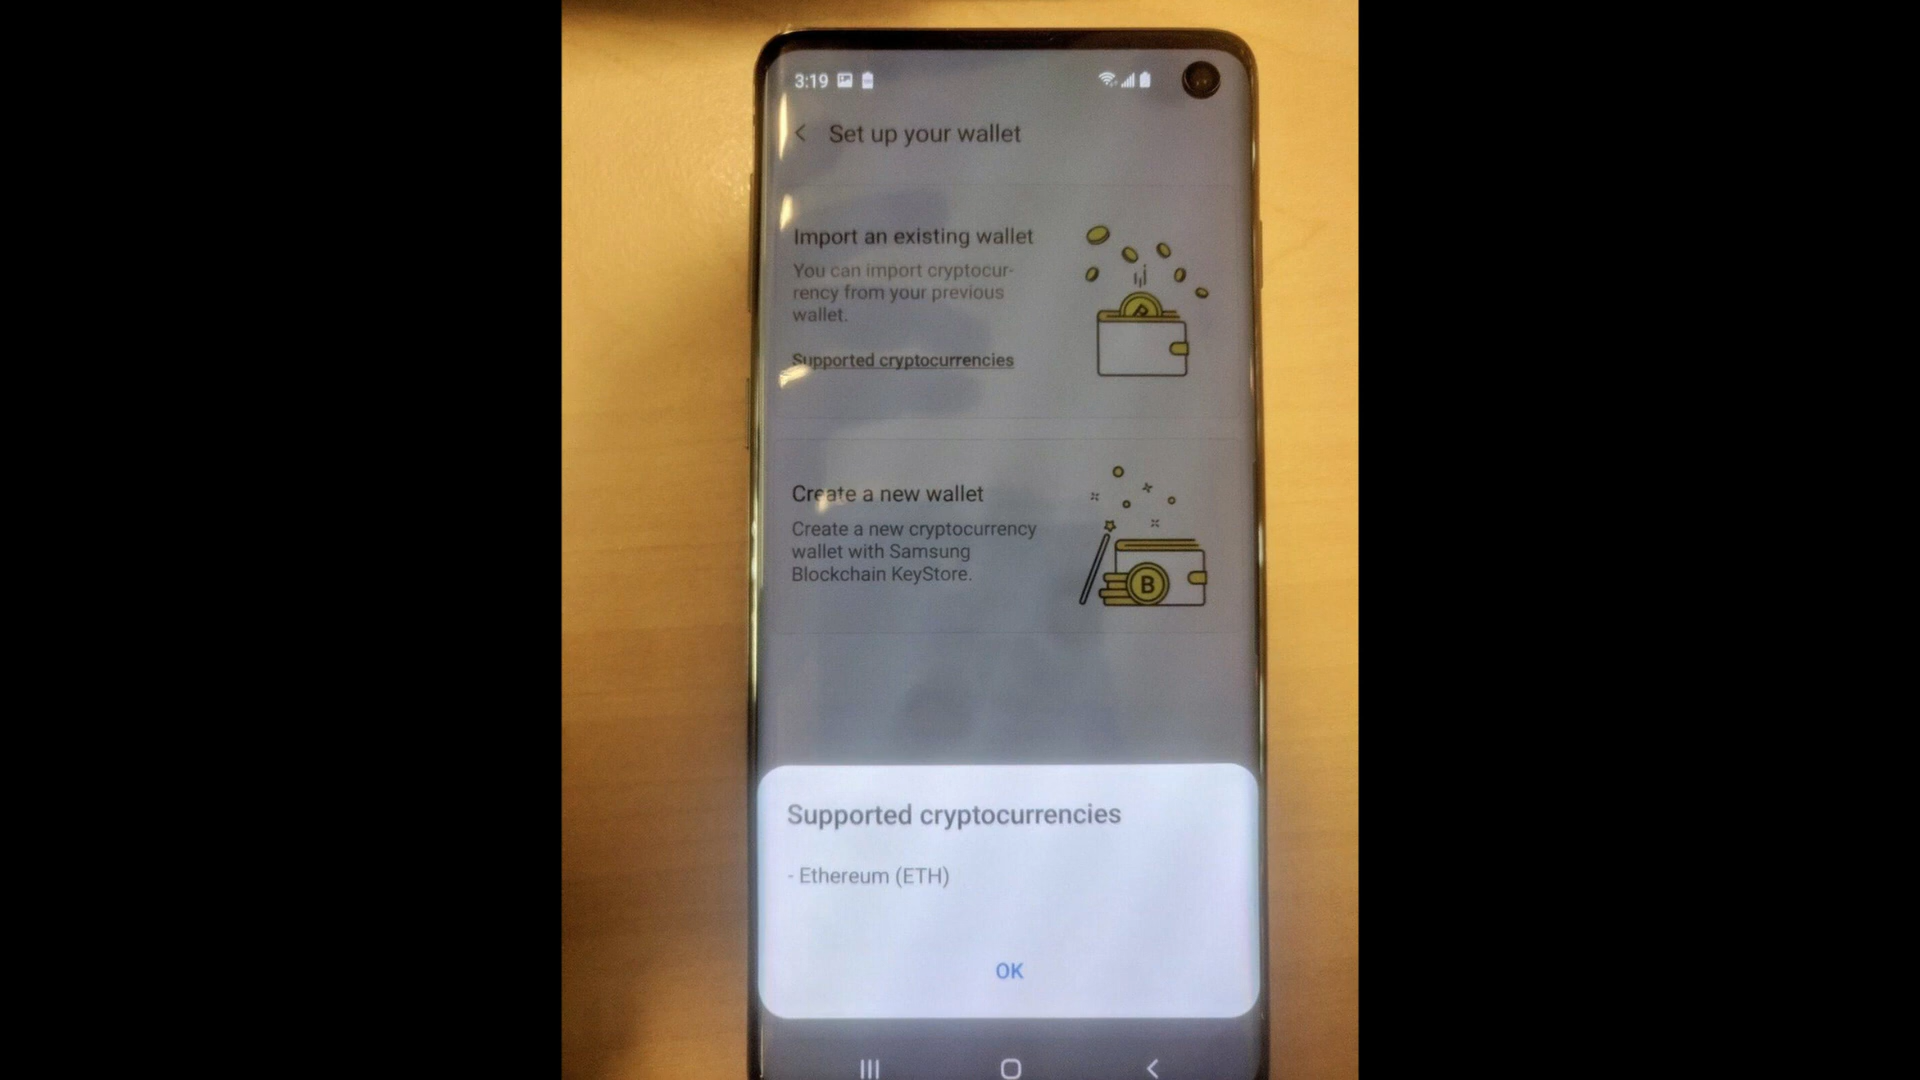 3:19
Set up your wallet
Import an existing wallet
You can import cryptocur-
rency from your previous
wallet.
Supported cryptocurrencies
Create a new wallet
Create a new cryptocurrency
wallet with Samsung
Blockchain KeyStore.
B
Supported cryptocurrencies
- Ethereum (ETH)
OK